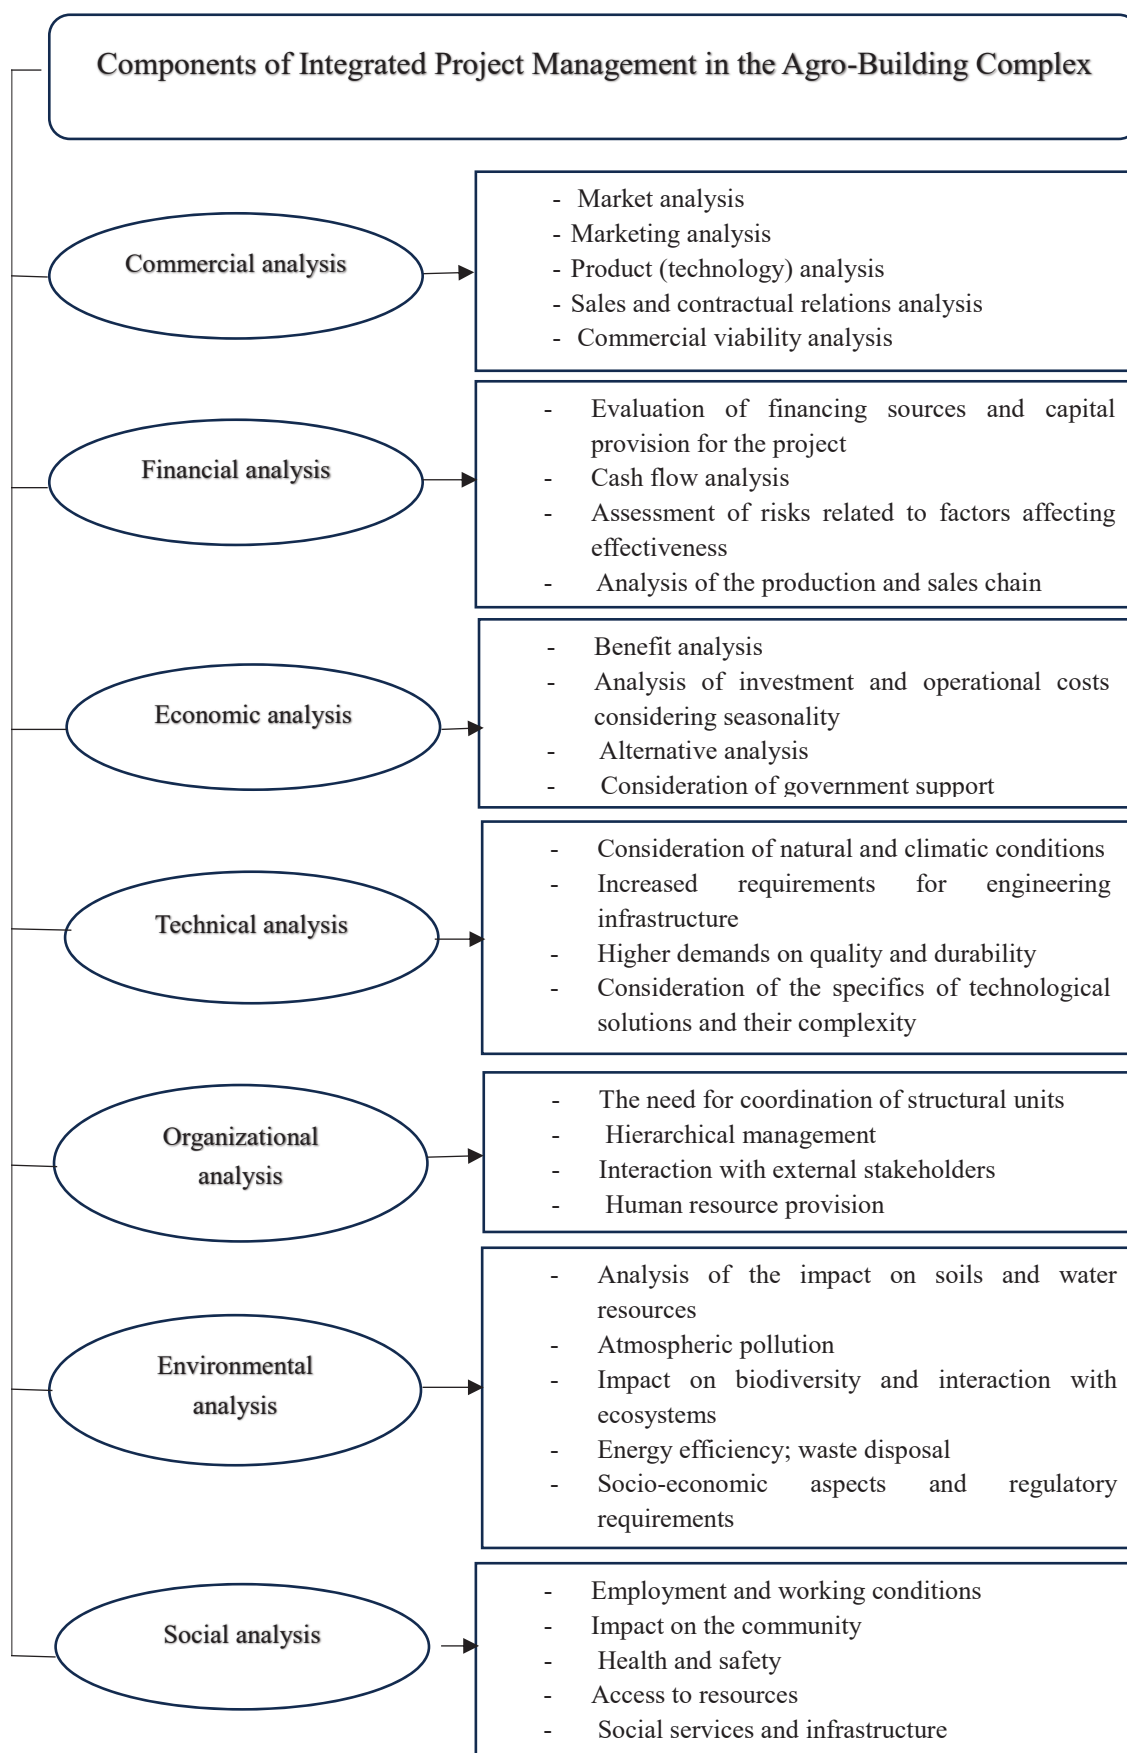 Components of Integrated Project Management in the Agro-Building Complex
Commercial analysis
- Market analysis
- Marketing analysis
- Product (technology) analysis
- Sales and contractual relations analysis
- Commercial viability analysis
Financial analysis
- Evaluation of financing sources and capital
provision for the project
- Cash flow analysis
- Assessment of risks related to factors affecting
effectiveness
- Analysis of the production and sales chain
Economic analysis
- Benefit analysis
- Analysis of investment and operational costs
considering seasonality
- Alternative analysis
- Consideration of government support
Technical analysis
- Consideration of natural and climatic conditions
- Increased requirements for engineering
infrastructure
- Higher demands on quality and durability
- Consideration of the specifics of technological
solutions and their complexity
Organizational
analysis
- The need for coordination of structural units
- Hierarchical management
- Interaction with external stakeholders
- Human resource provision
Environmental
analysis
- Analysis of the impact on soils and water
resources
- Atmospheric pollution
- Impact on biodiversity and interaction with
ecosystems
- Energy efficiency; waste disposal
- Socio-economic aspects and regulatory
requirements
Social analysis
- Employment and working conditions
- Impact on the community
- Health and safety
- Access to resources
- Social services and infrastructure